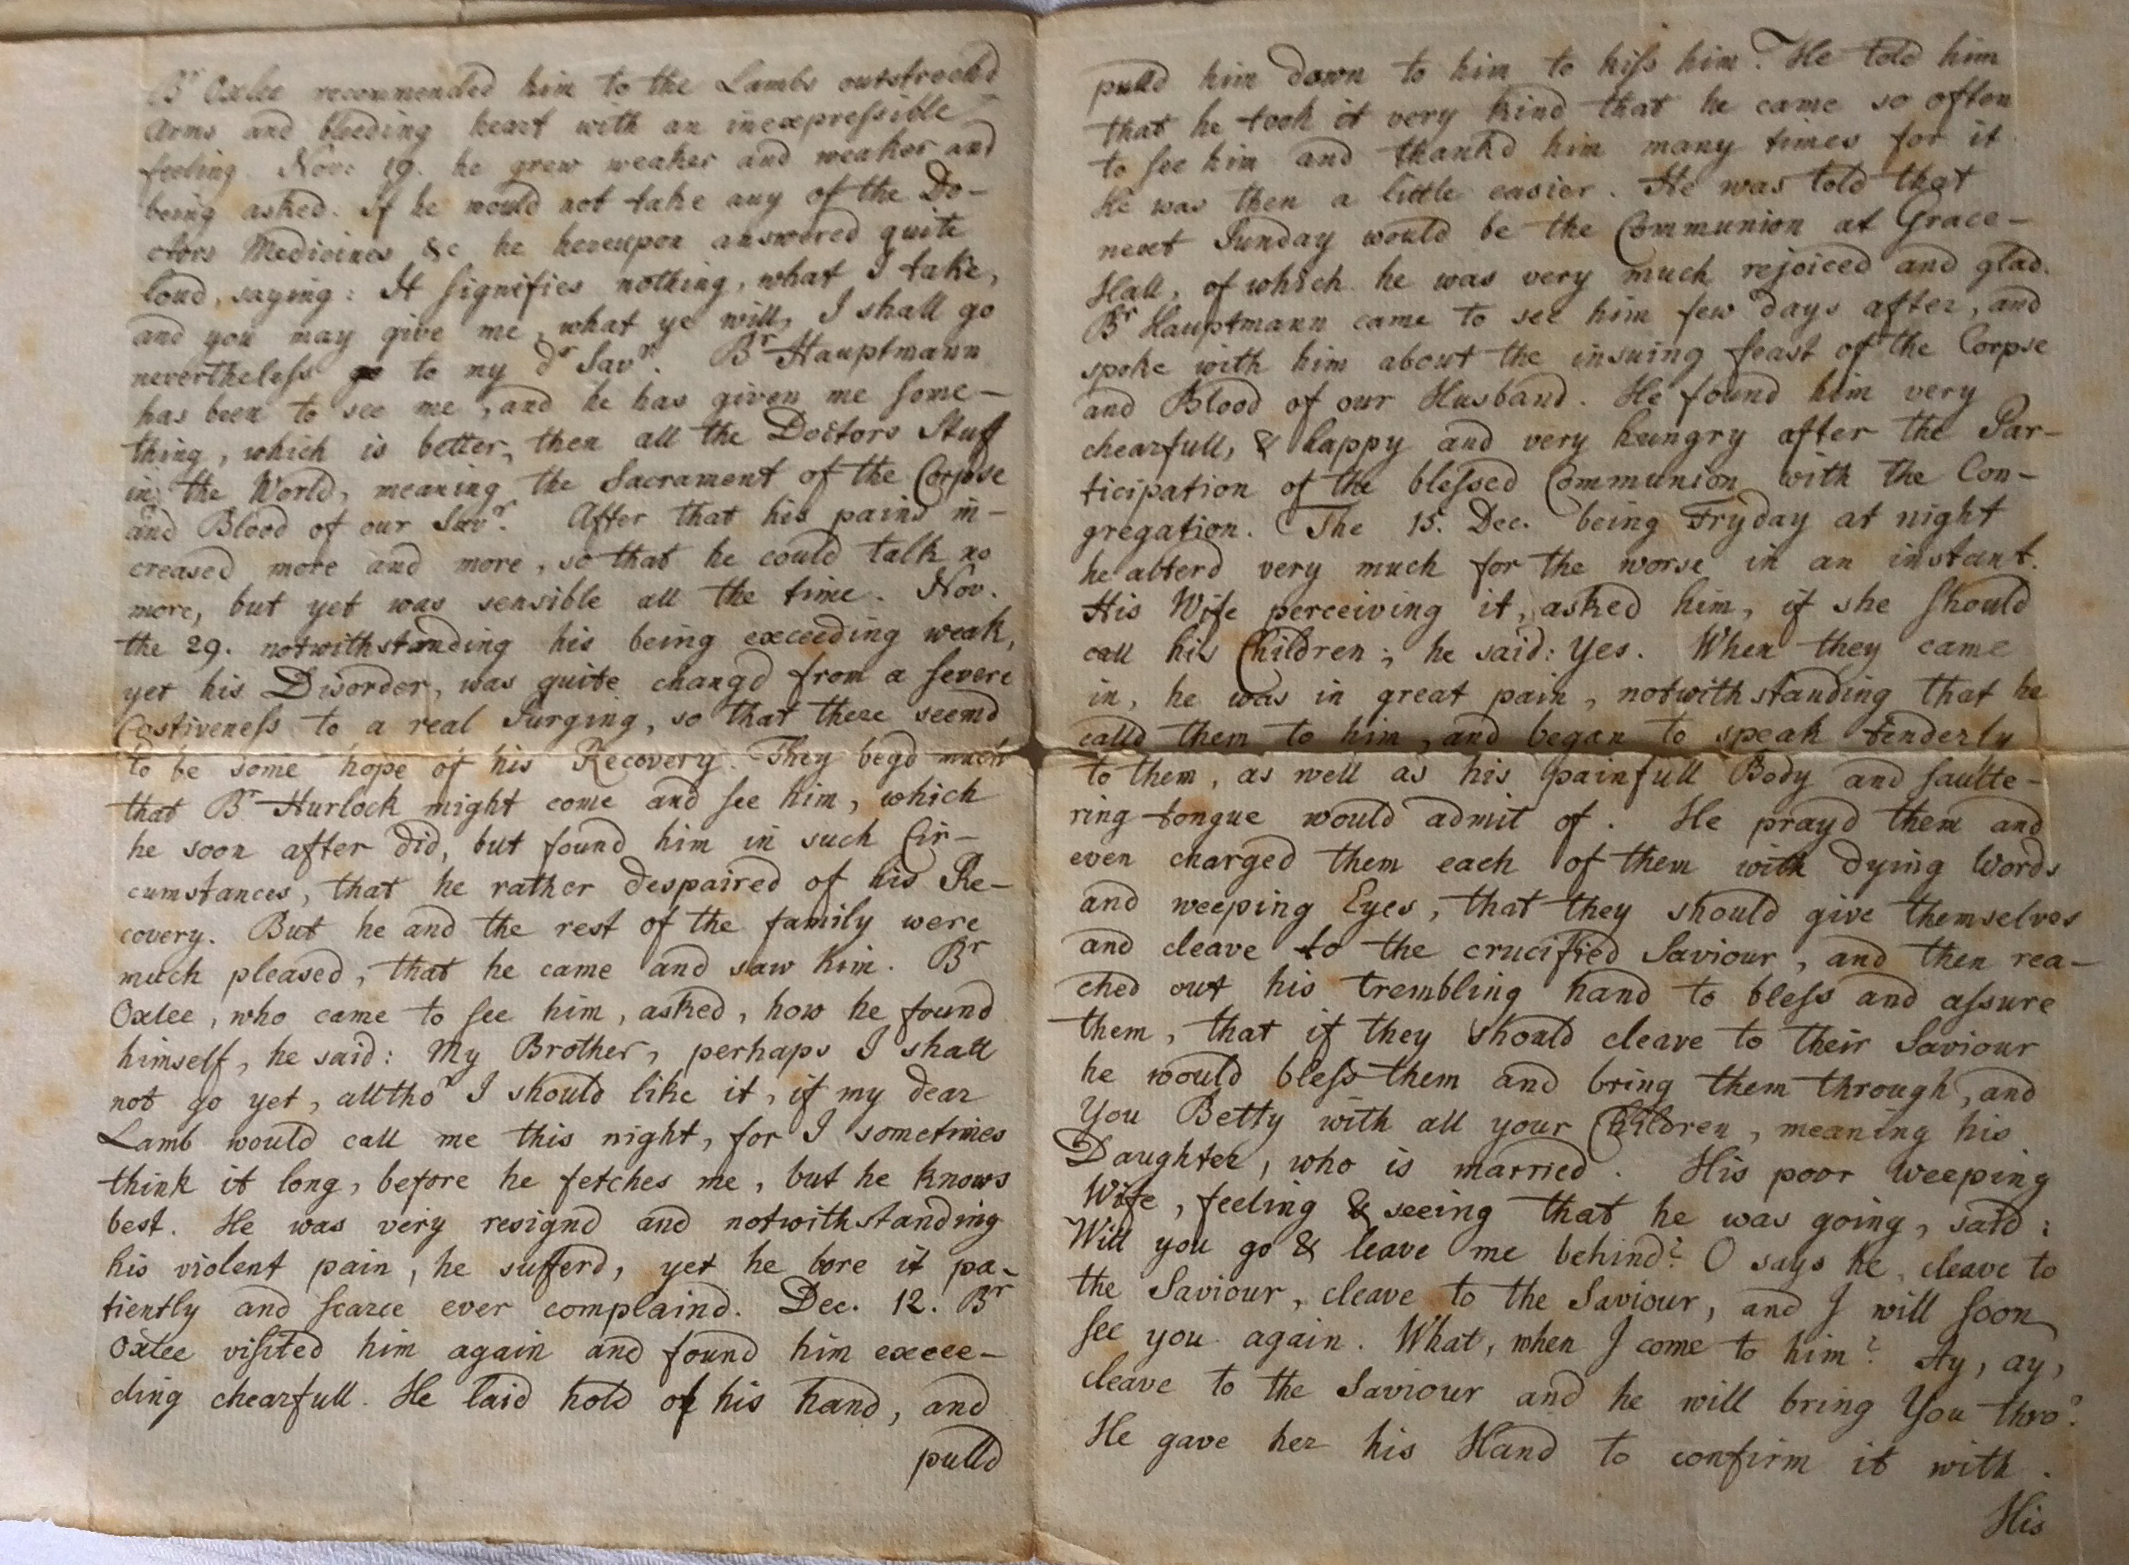 Br Oxlee recommended him to the Lambs outstrechd
Arms and bleeding heart with an inexpressible
feeling. Nov: 19. he grew weaker and weaker and
being asked. If he would not take any of the Do-
ctors Medicines &c he hereupon answered quite
loud, saying: It signifies nothing, what I take,
and you may give me, what ye will, I shall go
nevertheless to my dr Savr. Br Hauptmann
has been to see me, and he has given me some-
thing, which is better, then all the Doctors Stuff
in the World, meaning the Sacrament of the Corpse
and Blood of our Savr. After that his pains in-
creased more and more, so that he could talk no
more, but yet was sensible all the time. Nov.
the 29. notwithstanding his being exceeding weak,
yet his Disorder, was quite changd from a severe
Costiveness to a real Purging, so that there seemd
to be some hope of his Recovery. They begd much
that Br Hurlock might come and see him, which
he soon after did, but found him in such Cir-
cumstances, that he rather despaired of his Re-
covery. But he and the rest of the family were
much pleased, that he came and saw him. Br
Oxlee, who came to see him, asked, how he found
himself, he said: My Brother, perhaps I shall
not go yet, alltho' I should like it, if my dear
Lamb would call me this night, for I sometimes
think it long, before he fetches me, but he knows
best. He was very resignd and notwithstanding
his violent pain, he sufferd, yet he bore it pa-
tiently and scarce ever complaind. Dec. 12. Br
Oxlee visited him again and found him excee-
ding chearfull. He laid hold of his hand, and
pulld
pulld him down to him to kiss him. He told him
that he took it very kind that he came so often
to see him and thankd him many times for it
He was then a little easier. He was told that
next Sunday would be the Communion at Grace-
Hall, of which he was very much rejoiced and glad.
Br Hauptmann came to see him few days after, and
spoke with him about the insuing feast of the Corpse
and Blood of our Husband. He found him very
chearfull, & happy and very hungry after the Par-
ticipation of the blessed Communion with the Con-
gregation. The 15. Dec. being Fryday at night
he alterd very much for the worse in an instant.
His Wife perceiving it, asked him, if she should
call his Children; he said: Yes. When they came
in, he was in great pain, notwithstanding that he
calld them to him, and began to speak tenderly
to them, as well as his painfull Body and faulte-
ring tongue would admit of. He prayd them and
even charged them each of them with dying Words
and weeping Eyes, that they should give themselves
and cleave to the crucified Saviour, and then rea-
ched out his trembling hand to bless and assure
them, that if they should cleave to their Saviour
he would bless them and bring them through, and
You Betty with all your Children, meaning his
Daughter, who is married. His poor weeping
Wife, feeling & seeing that he was going, said:
Will you go & leave me behind? O says he, cleave to
the Saviour, cleave to the Saviour, and I will soon
see you again. What, when I come to him? Ay, ay,
cleave to the Saviour and he will bring You thro'.
He gave her his Hand to confirm it with.
His